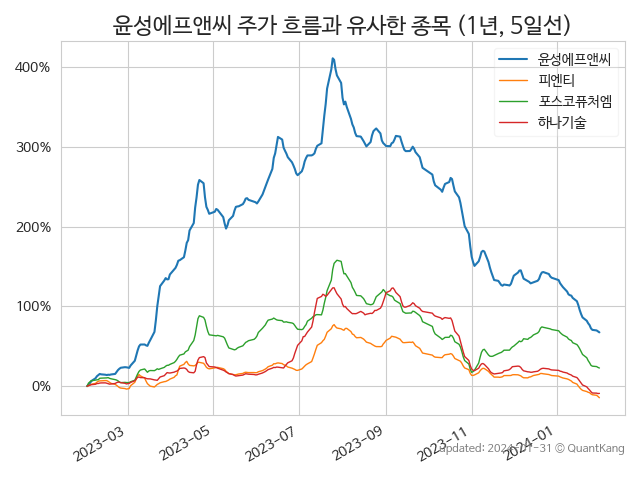 윤성에프앤씨 주가 흐름과 유사한 종목 (1년, 5일선)
윤성에프앤씨
피엔티
포스코퓨처엠
하나기술
400%
300%
200%
100%
0%
2023-03
2023-05
2023-07
2023-09
2023-11
2024-01
updated: 2024-01-31 © QuantKang